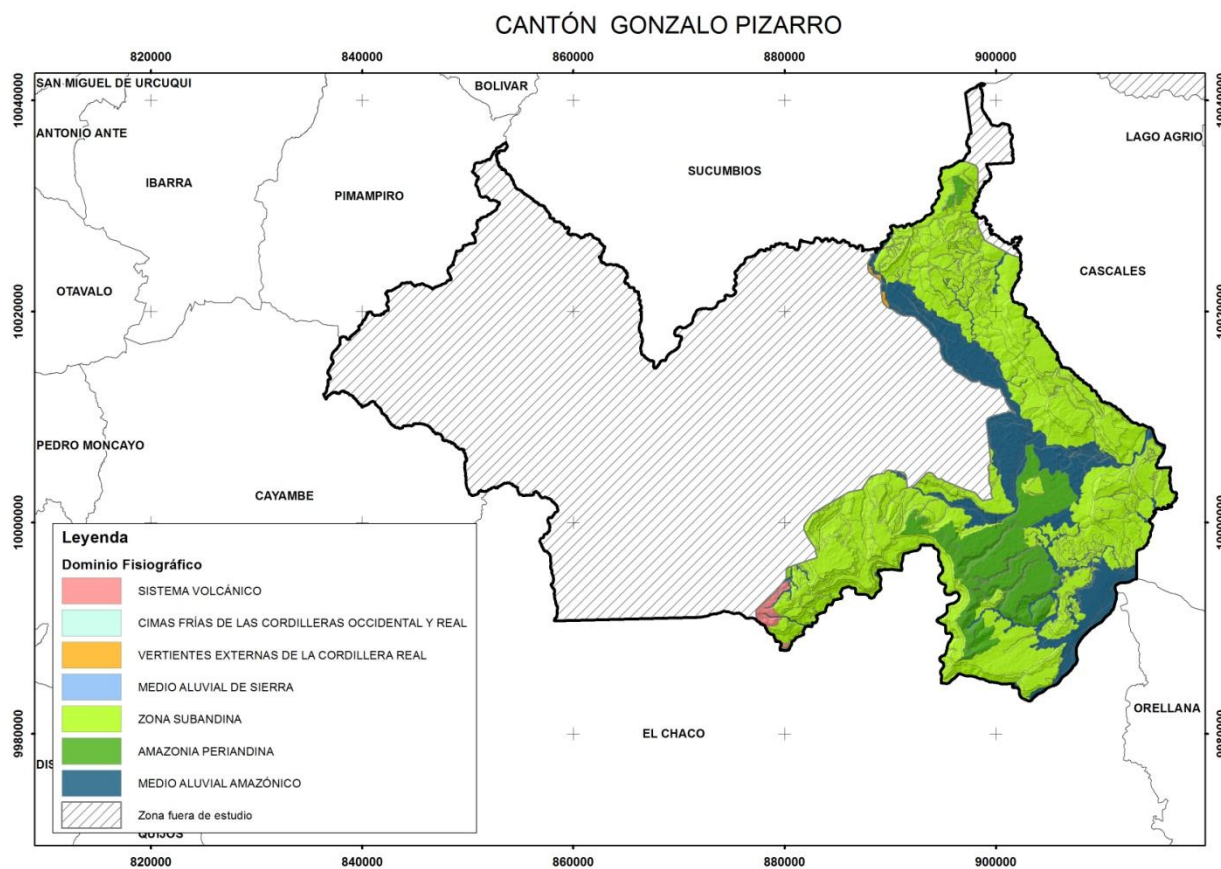 CANTÓN GONZALO PIZARRO
820000 840000 860000 880000 900000
SAN MIGUEL DE URCUQUI
BOLIVAR
10040000
ANTONIO ANTE
LAGO AGRIO
IBARRA
SUCUMBIOS
PIMAMPIRO
CASCALES
OTAVALO
10020000
10020000
PEDRO MONCAYO
CAYAMBE
10000000
10000000
Leyenda
Dominio Fisiográfico
SISTEMA VOLCÁNICO
CIMAS FRÍAS DE LAS CORDILLERAS OCCIDENTAL Y REAL
VERTIENTES EXTERNAS DE LA CORDILLERA REAL
MEDIO ALUVIAL DE SIERRA
ZONA SUBANDINA
AMAZONIA PERIANDINA
MEDIO ALUVIAL AMAZÓNICO
Zona fuera de estudio
ORELLANA
EL CHACO
9980000
9980000
QUIJOS
820000 840000 860000 880000 900000